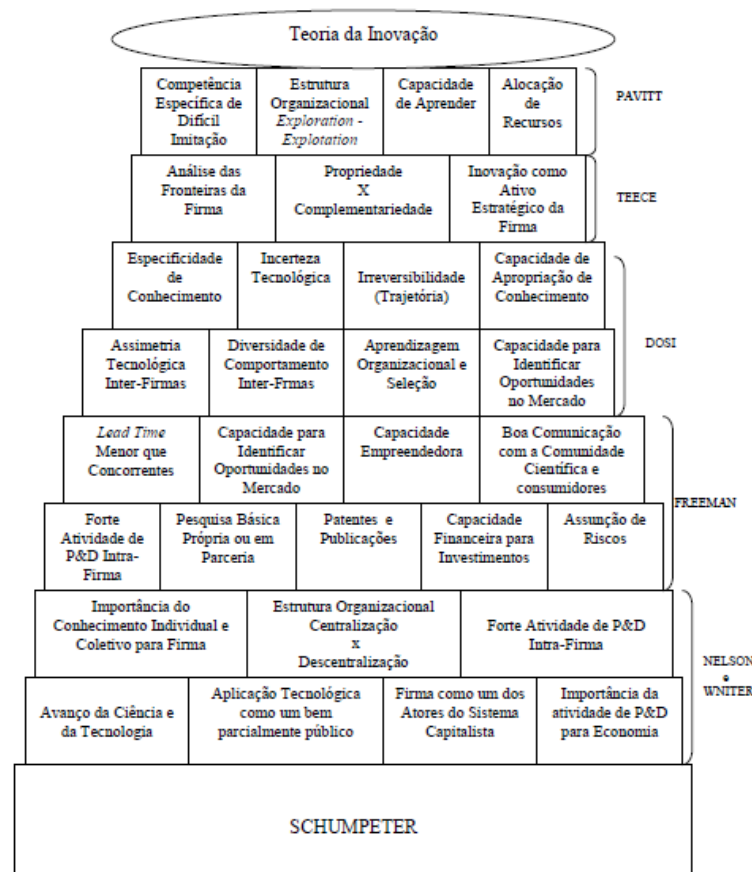 Teoria da Inovação
Competência
Específica de
Difícil
Imitação
Estrutura
Organizacional
Exploration -
Explotation
Capacidade
de Aprender
Alocação
de
Recursos
PAVITT
Análise das
Fronteiras da
Firma
Propriedade
X
Complementariedade
Inovação como
Ativo
Estratégico da
Firma
TEECE
Especificidade
de
Conhecimento
Incerteza
Tecnológica
Irreversibilidade
(Trajetória)
Capacidade de
Apropriação de
Conhecimento
Assimetria
Tecnológica
Inter-Firmas
Diversidade de
Comportamento
Inter-Frmas
Aprendizagem
Organizacional e
Seleção
Capacidade para
Identificar
Oportunidades
no Mercado
DOSI
Lead Time
Menor que
Concorrentes
Capacidade para
Identificar
Oportunidades no
Mercado
Capacidade
Empreendedora
Boa Comunicação
com a Comunidade
Científica e
consumidores
FREEMAN
Forte
Atividade de
P&D Intra-
Firma
Pesquisa Básica
Própria ou em
Parceria
Patentes e
Publicações
Capacidade
Financeira para
Investimentos
Assunção de
Riscos
Importância do
Conhecimento Individual e
Coletivo para Firma
Estrutura Organizacional
Centralização
x
Descentralização
Forte Atividade de P&D
Intra-Firma
NELSON
e
WNITER
Avanço da Ciência e
da Tecnologia
Aplicação Tecnológica
como um bem
parcialmente público
Firma como um dos
Atores do Sistema
Capitalista
Importância da
atividade de P&D
para Economia
SCHUMPETER